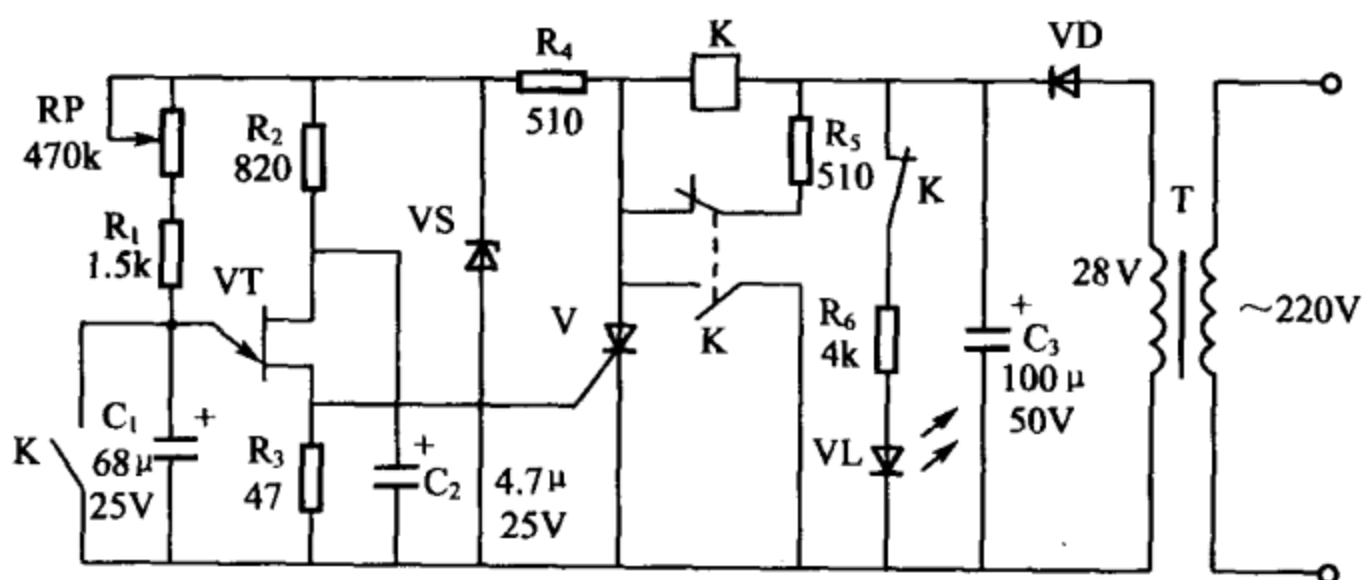 RP
470k
R₁
1.5k
K
C₁
+
68μ
25V
VT
R₂
820
R₃
47
+
C₂
4.7μ
25V
VS
R₄
510
V
K
R₅
510
K
K
R₆
4k
VL
+
C₃
100μ
50V
VD
28V
T
~220V